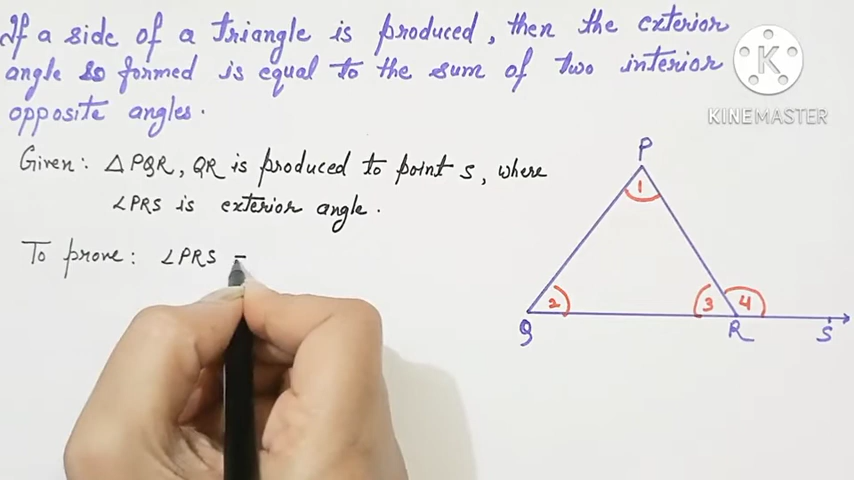 If a side of a triangle is produced, then the exterior
angle so formed is equal to the sum of two interior
opposite angles.
K
KINEMASTER
Given: △PQR, QR is produced to point S, where
∠PRS is exterior angle.
To prove: ∠PRS =
P
1
2
3
4
Q
R
S